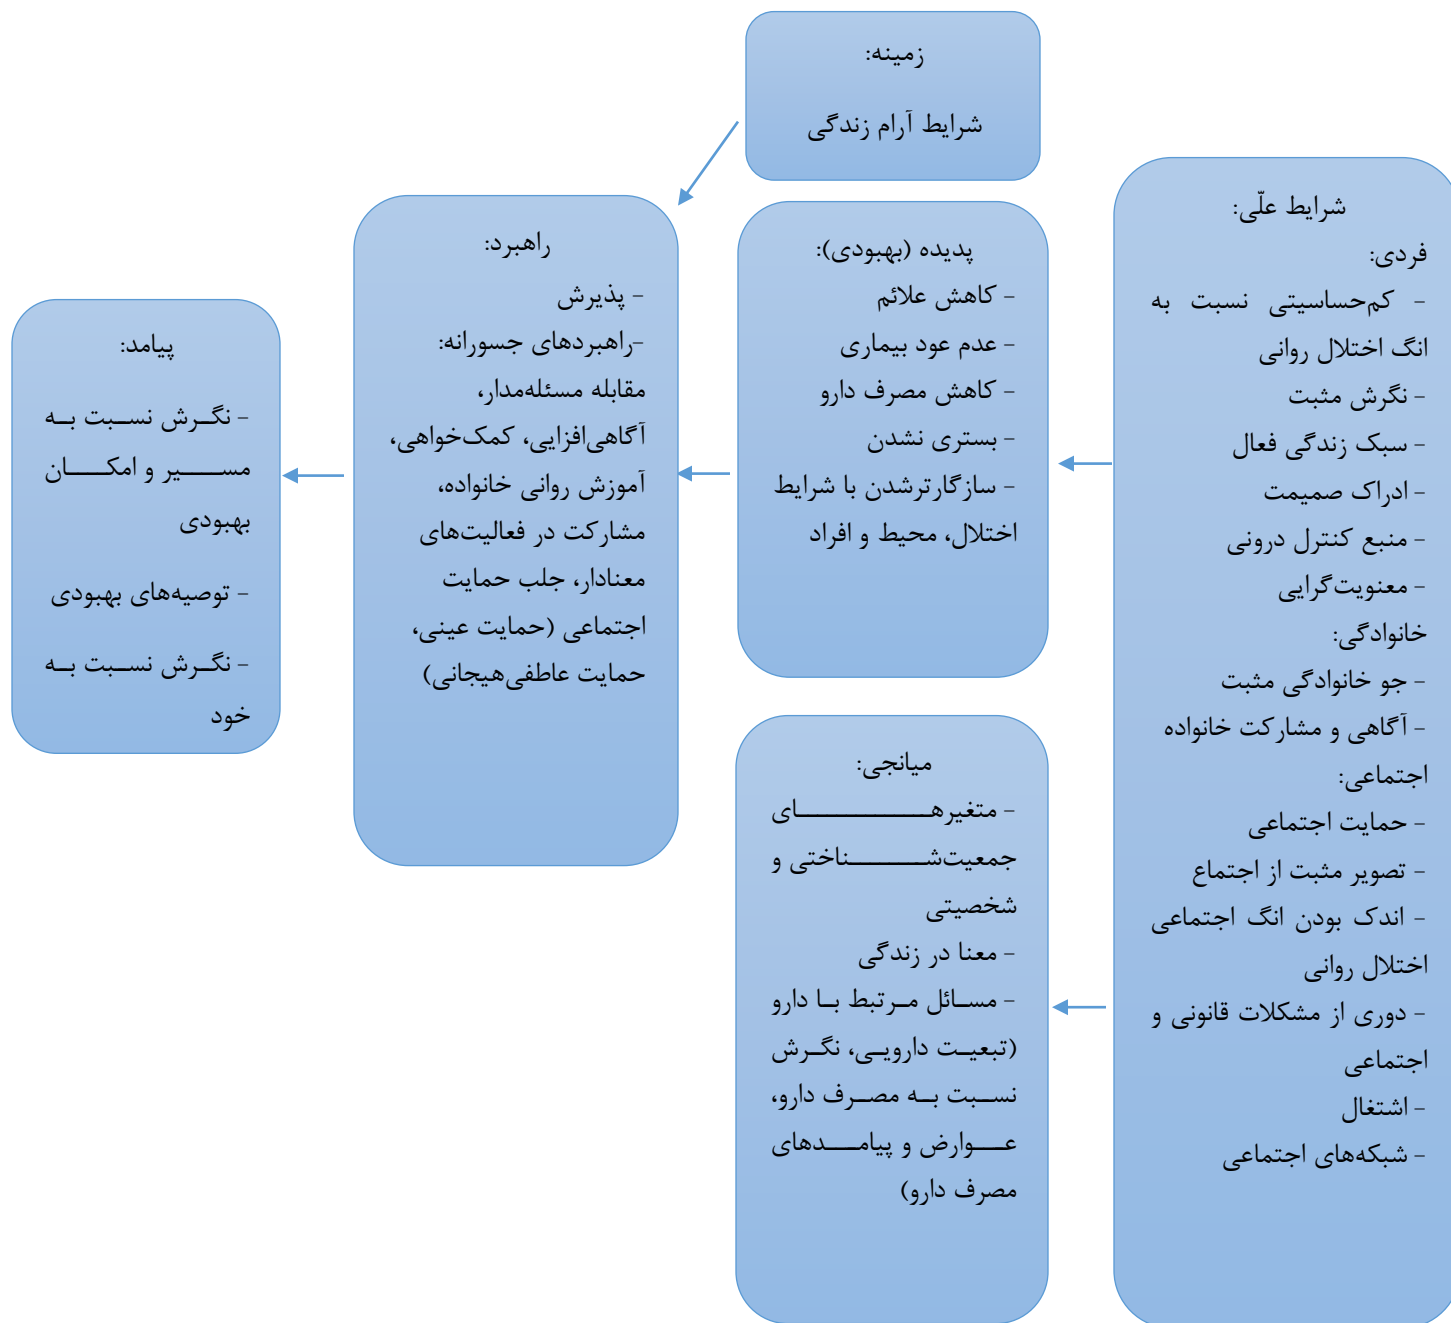 زمینه:
شرایط آرام زندگی
شرایط علّی:
فردی:
- کم‌حساسیتی نسبت به
انگ اختلال روانی
- نگرش مثبت
- سبک زندگی فعال
- ادراک صمیمت
- منبع کنترل درونی
- معنویت‌گرایی
خانوادگی:
- جو خانوادگی مثبت
- آگاهی و مشارکت خانواده
اجتماعی:
- حمایت اجتماعی
- تصویر مثبت از اجتماع
- اندک بودن انگ اجتماعی
اختلال روانی
- دوری از مشکلات قانونی و
اجتماعی
- اشتغال
- شبکه‌های اجتماعی
پدیده (بهبودی):
- کاهش علائم
- عدم عود بیماری
- کاهش مصرف دارو
- بستری نشدن
- سازگارترشدن با شرایط
اختلال، محیط و افراد
میانجی:
- متغیرهای
جمعیت‌شناختی و
شخصیتی
- معنا در زندگی
- مسائل مرتبط با دارو
(تبعیت دارویی، نگرش
نسبت به مصرف دارو،
عوارض و پیامدهای
مصرف دارو)
راهبرد:
- پذیرش
-راهبردهای جسورانه:
مقابله مسئله‌مدار،
آگاهی‌افزایی، کمک‌خواهی،
آموزش روانی خانواده،
مشارکت در فعالیت‌های
معنادار، جلب حمایت
اجتماعی (حمایت عینی،
حمایت عاطفی‌هیجانی)
پیامد:
- نگرش نسبت به
مسیر و امکان
بهبودی
- توصیه‌های بهبودی
- نگرش نسبت به
خود